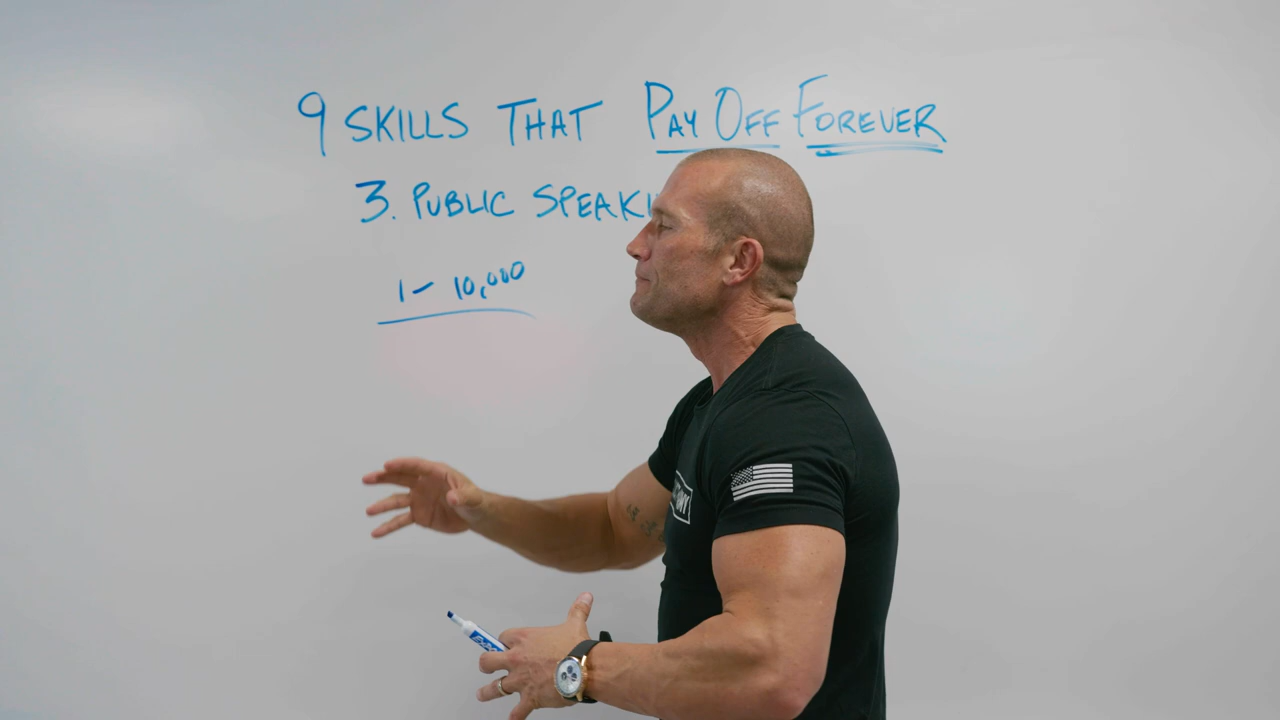 9 SKILLS THAT PAY OFF FOREVER
3. PUBLIC SPEAKI
1- 10,000